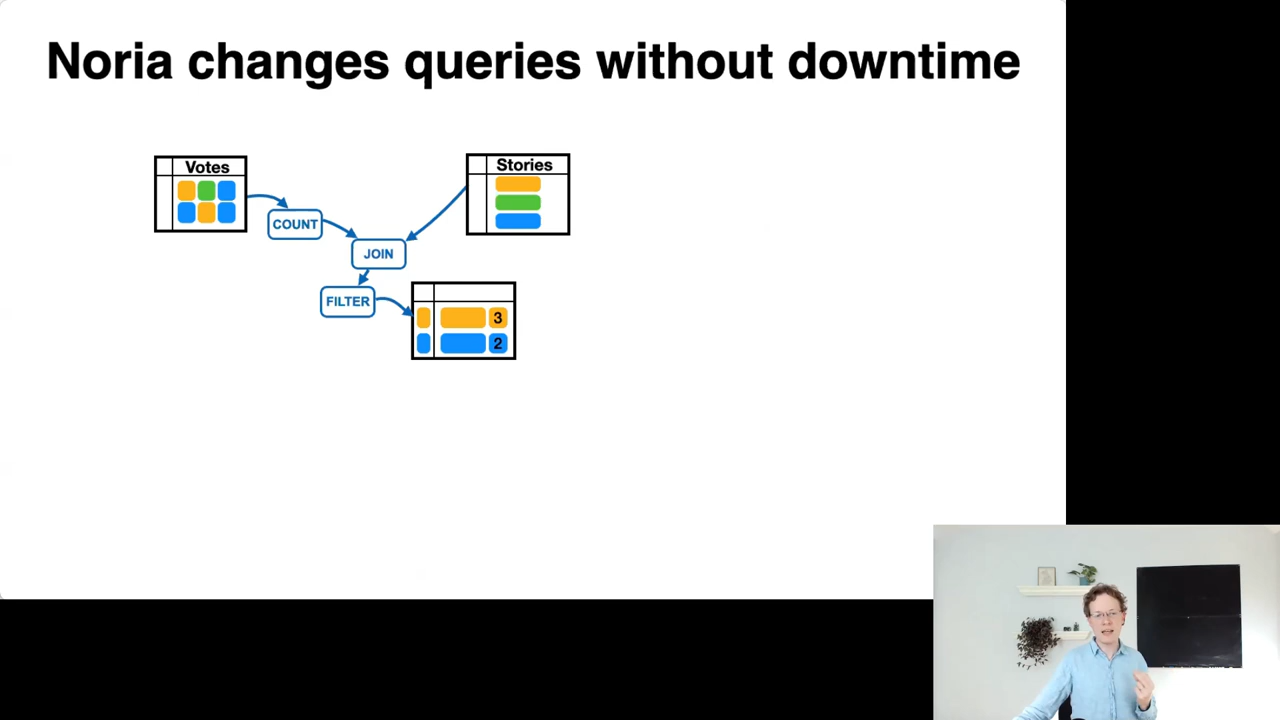 Noria changes queries without downtime
Votes
Stories
COUNT
JOIN
FILTER
3
2